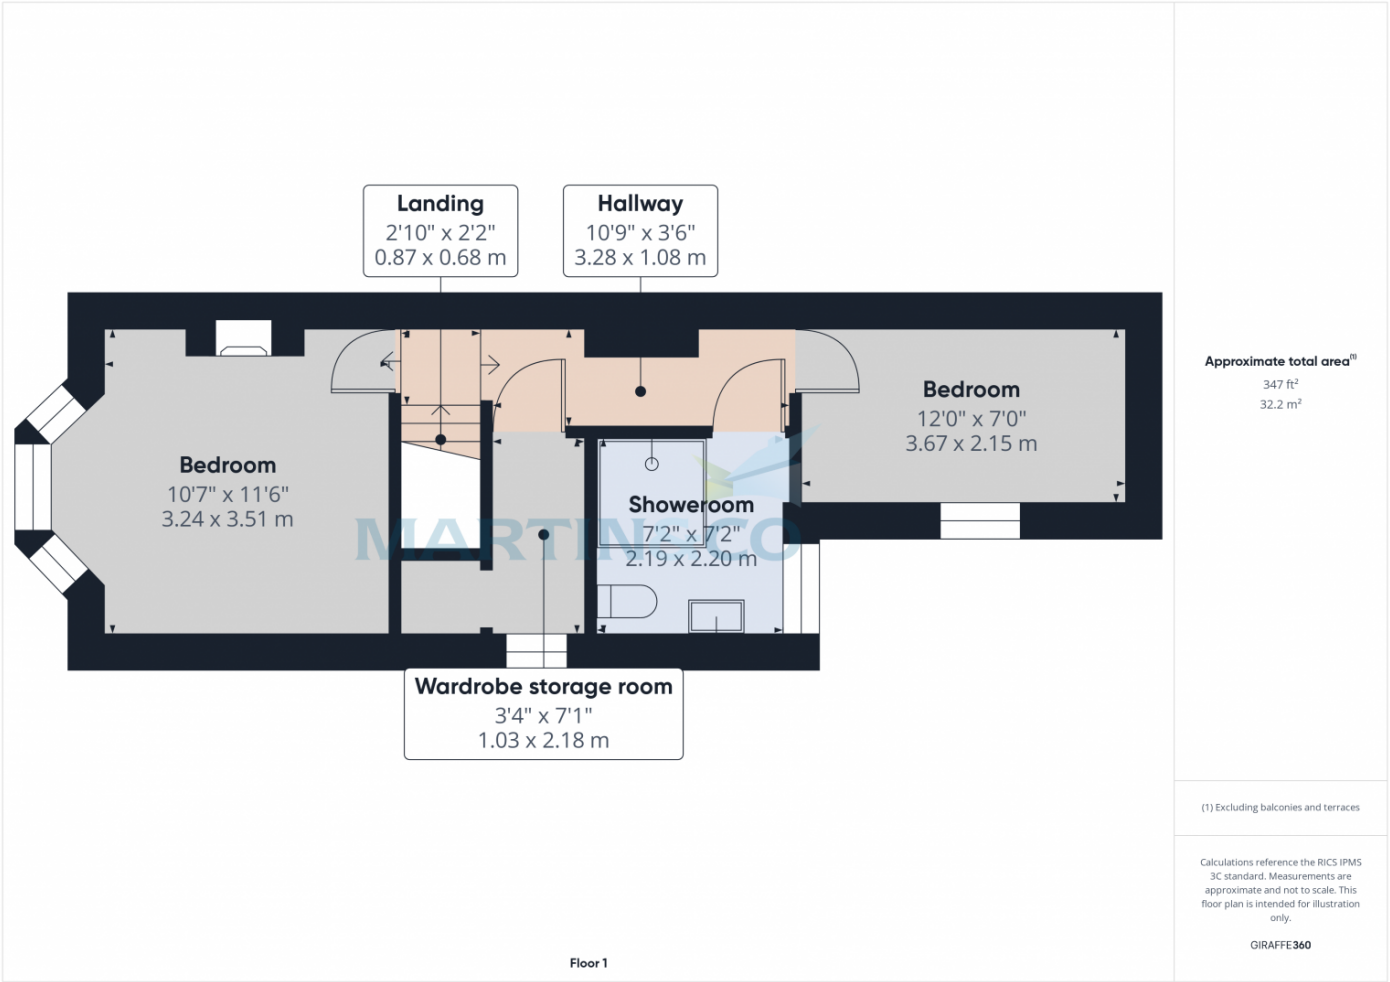 Landing
2'10" x 2'2"
0.87 x 0.68 m
Hallway
10'9" x 3'6"
3.28 x 1.08 m
Bedroom
10'7" x 11'6"
3.24 x 3.51 m
Bedroom
12'0" x 7'0"
3.67 x 2.15 m
Showeroom
7'2" x 7'2"
2.19 x 2.20 m
MARTIN&CO
Wardrobe storage room
3'4" x 7'1"
1.03 x 2.18 m
Floor 1
Approximate total area(1)
347 ft²
32.2 m²
(1) Excluding balconies and terraces
Calculations reference the RICS IPMS
3C standard. Measurements are
approximate and not to scale. This
floor plan is intended for illustration
only.
GIRAFFE360